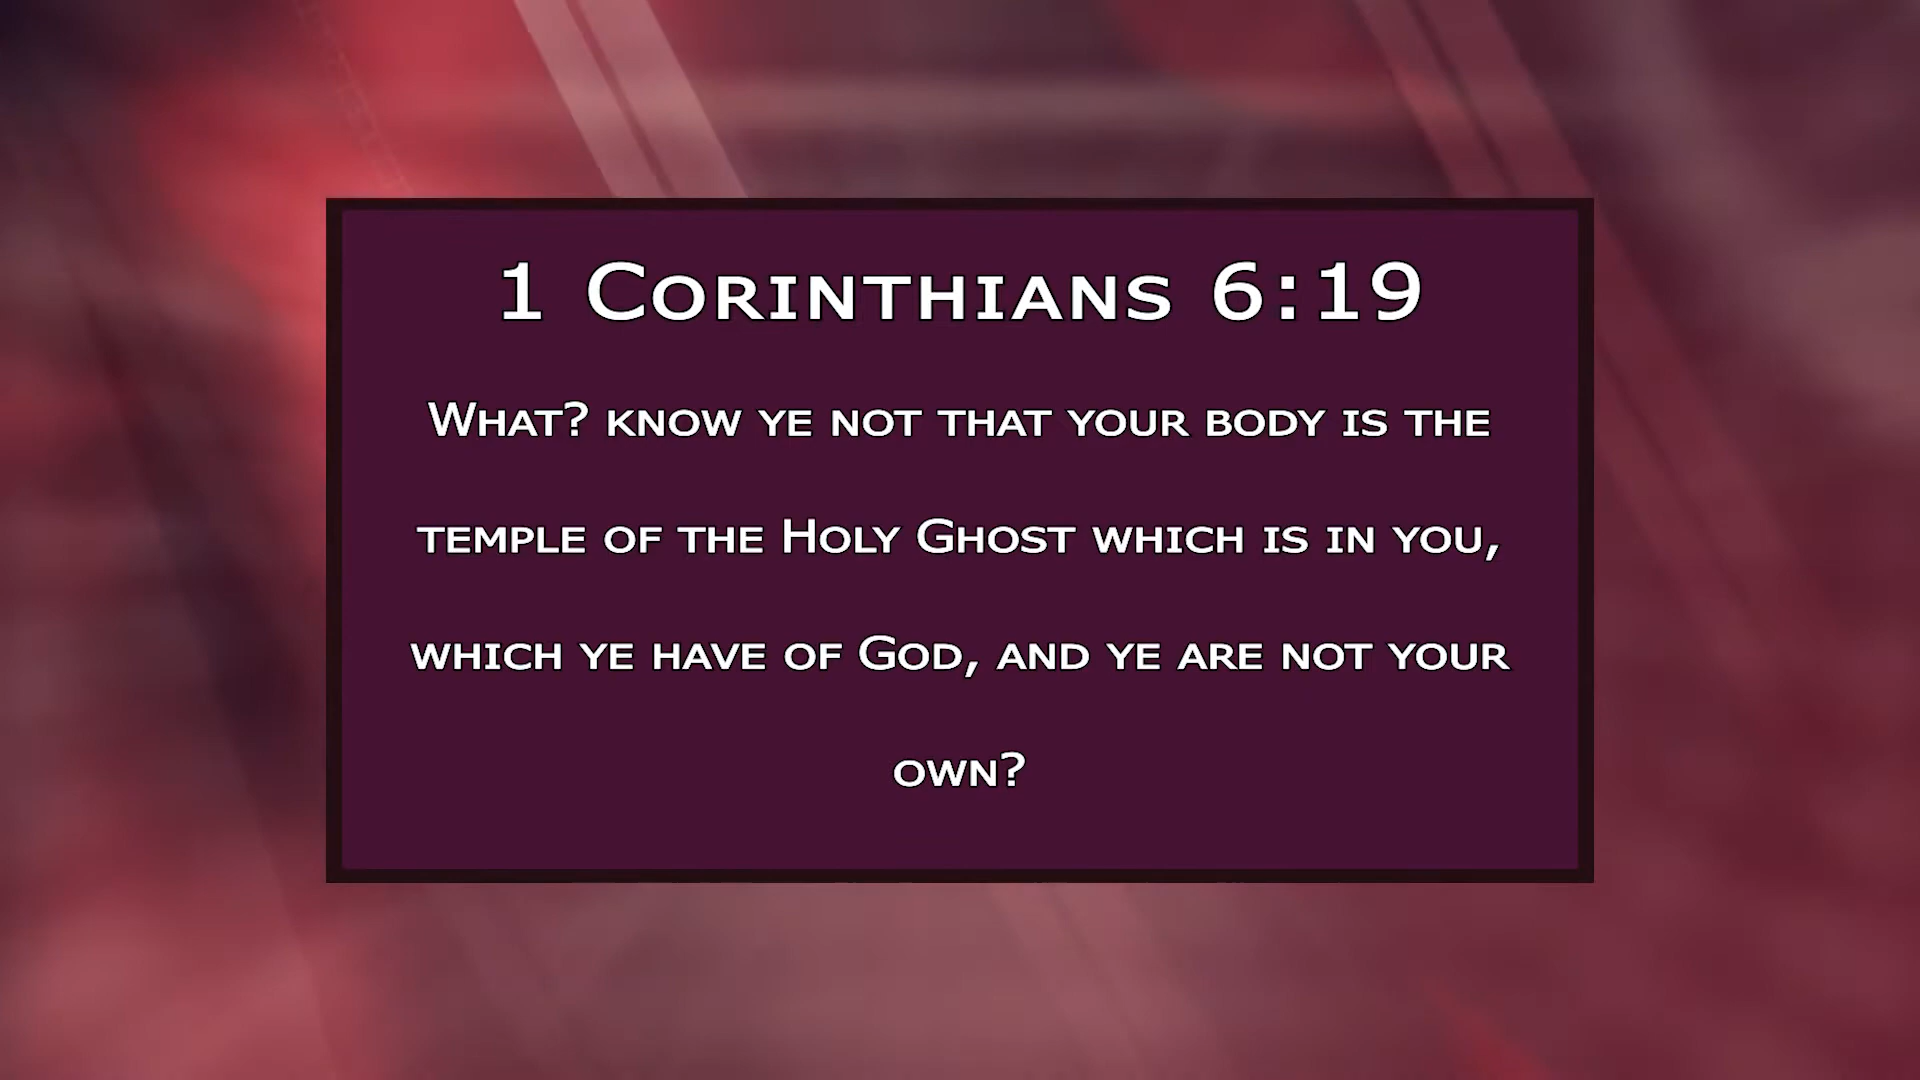 1 Corinthians 6:19
What? know ye not that your body is the
temple of the Holy Ghost which is in you,
which ye have of God, and ye are not your
own?